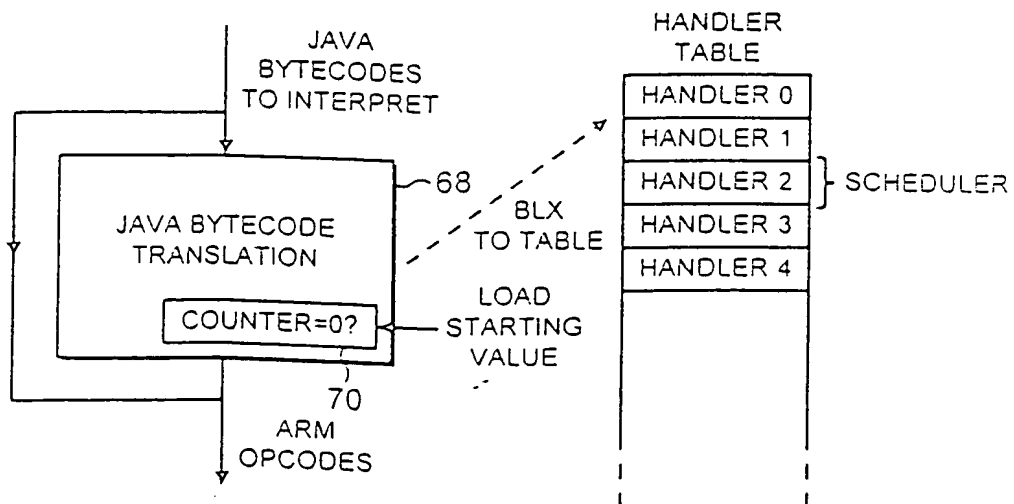 JAVA
BYTECODES
TO INTERPRET
68
JAVA BYTECODE
TRANSLATION
COUNTER=0?
70
LOAD
STARTING
VALUE
ARM
OPCODES
BLX
TO TABLE
HANDLER
TABLE
HANDLER 0
HANDLER 1
HANDLER 2
SCHEDULER
HANDLER 3
HANDLER 4